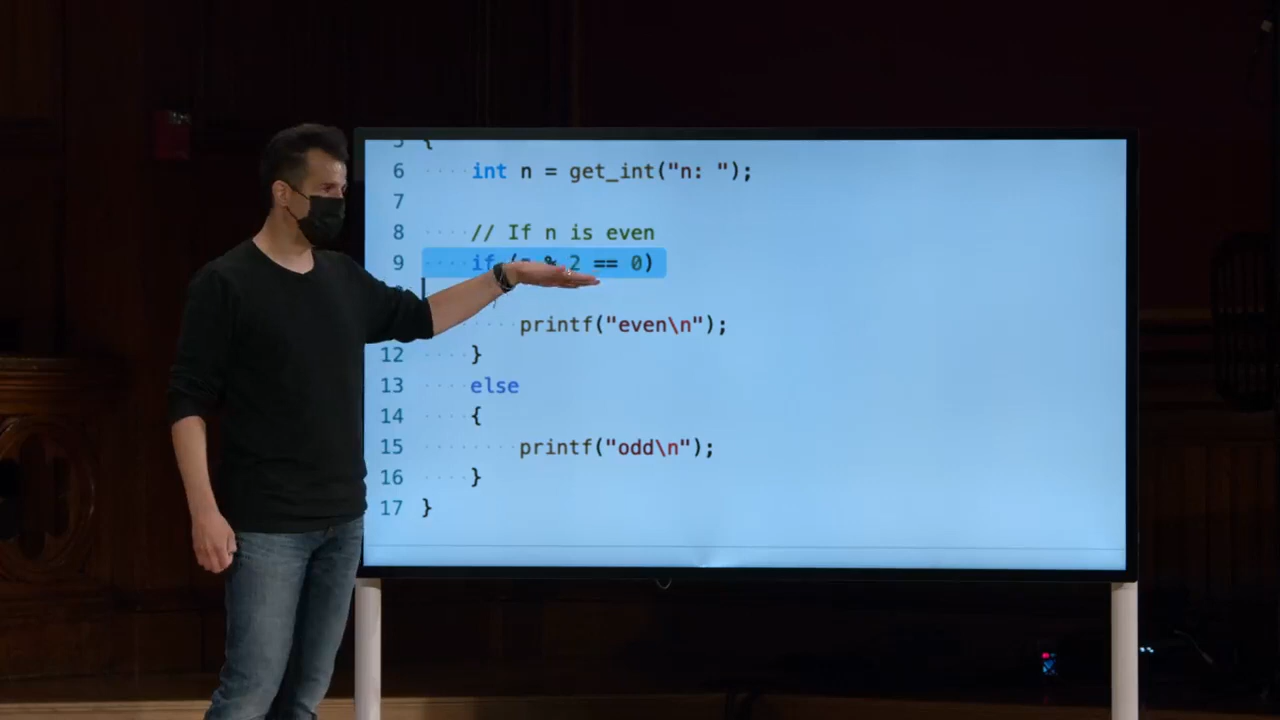 5 {
6 int n = get_int("n: ");
7
8 // If n is even
9 if (n % 2 == 0)
printf("even\n");
12 }
13 else
14 {
15 printf("odd\n");
16 }
17 }